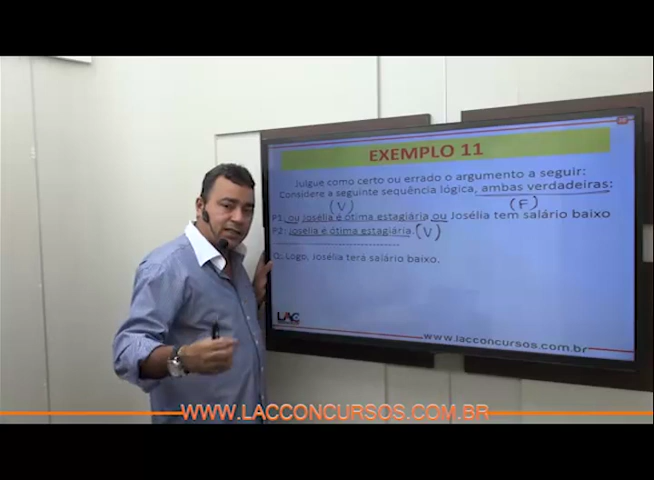 EXEMPLO 11
Julgue como certo ou errado o argumento a seguir:
Considere a seguinte sequência lógica, ambas verdadeiras:
(V) (F)
P1: ou Josélia é ótima estagiária ou Josélia tem salário baixo
P2: Josélia é ótima estagiária. (V)
Q: Logo, Josélia terá salário baixo.
LAC
www.lacconcursos.com.br
WWW.LACCONCURSOS.COM.BR